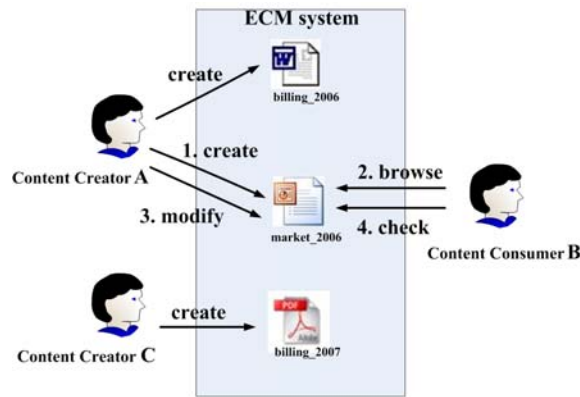 ECM system
create
W
billing_2006
1. create
Content Creator A
2. browse
3. modify
market_2006
4. check
Content Consumer B
create
PDF
Adobe
Content Creator C
billing_2007